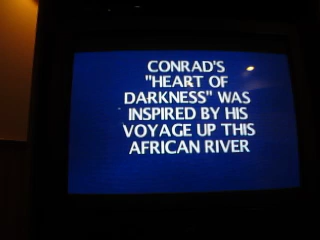 CONRAD'S
"HEART OF
DARKNESS" WAS
INSPIRED BY HIS
VOYAGE UP THIS
AFRICAN RIVER